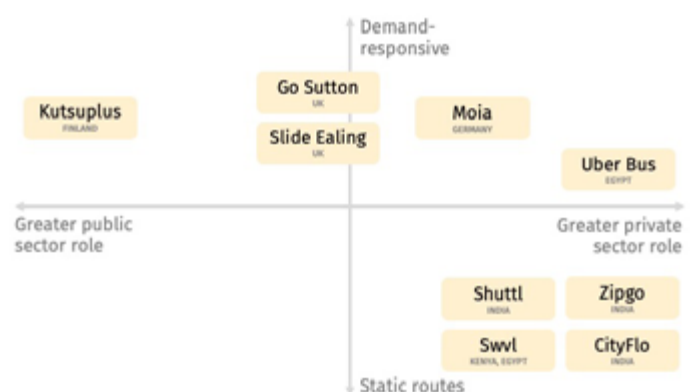 Demand-
responsive
Go Sutton
UK
Kutsuplus
FINLAND
Moia
GERMANY
Slide Ealing
UK
Uber Bus
EGYPT
Greater public
sector role
Greater private
sector role
Shuttl
INDIA
Zipgo
INDIA
Swvl
KENYA, EGYPT
CityFlo
INDIA
Static routes